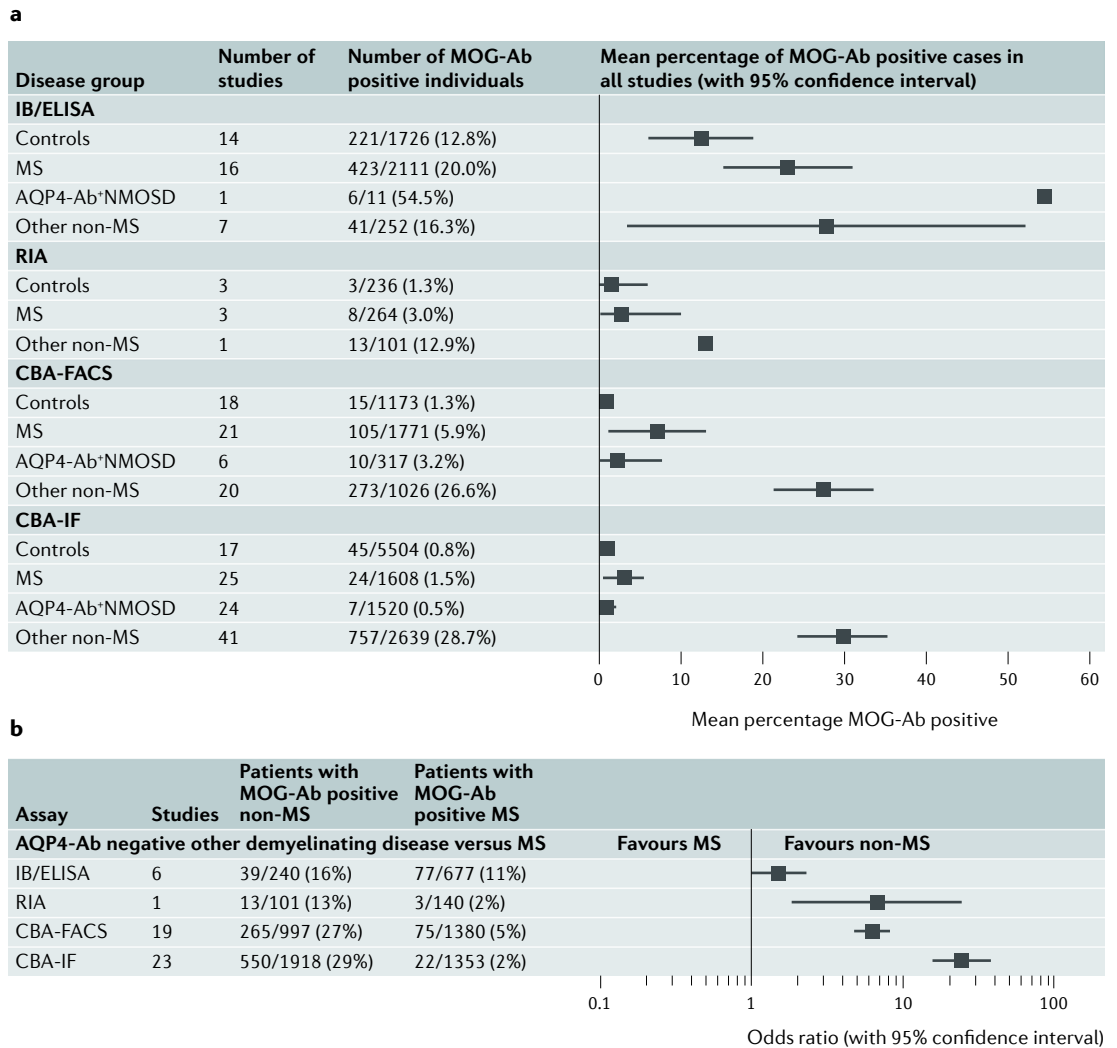 a
Disease group Number of studies Number of MOG-Ab positive individuals Mean percentage of MOG-Ab positive cases in all studies (with 95% confidence interval)
IB/ELISA
Controls 14 221/1726 (12.8%)
MS 16 423/2111 (20.0%)
AQP4-Ab⁺NMOSD 1 6/11 (54.5%)
Other non-MS 7 41/252 (16.3%)
RIA
Controls 3 3/236 (1.3%)
MS 3 8/264 (3.0%)
Other non-MS 1 13/101 (12.9%)
CBA-FACS
Controls 18 15/1173 (1.3%)
MS 21 105/1771 (5.9%)
AQP4-Ab⁺NMOSD 6 10/317 (3.2%)
Other non-MS 20 273/1026 (26.6%)
CBA-IF
Controls 17 45/5504 (0.8%)
MS 25 24/1608 (1.5%)
AQP4-Ab⁺NMOSD 24 7/1520 (0.5%)
Other non-MS 41 757/2639 (28.7%)
0 10 20 30 40 50 60
Mean percentage MOG-Ab positive
b
Assay Studies Patients with MOG-Ab positive non-MS Patients with MOG-Ab positive MS
AQP4-Ab negative other demyelinating disease versus MS Favours MS Favours non-MS
IB/ELISA 6 39/240 (16%) 77/677 (11%)
RIA 1 13/101 (13%) 3/140 (2%)
CBA-FACS 19 265/997 (27%) 75/1380 (5%)
CBA-IF 23 550/1918 (29%) 22/1353 (2%)
0.1 1 10 100
Odds ratio (with 95% confidence interval)